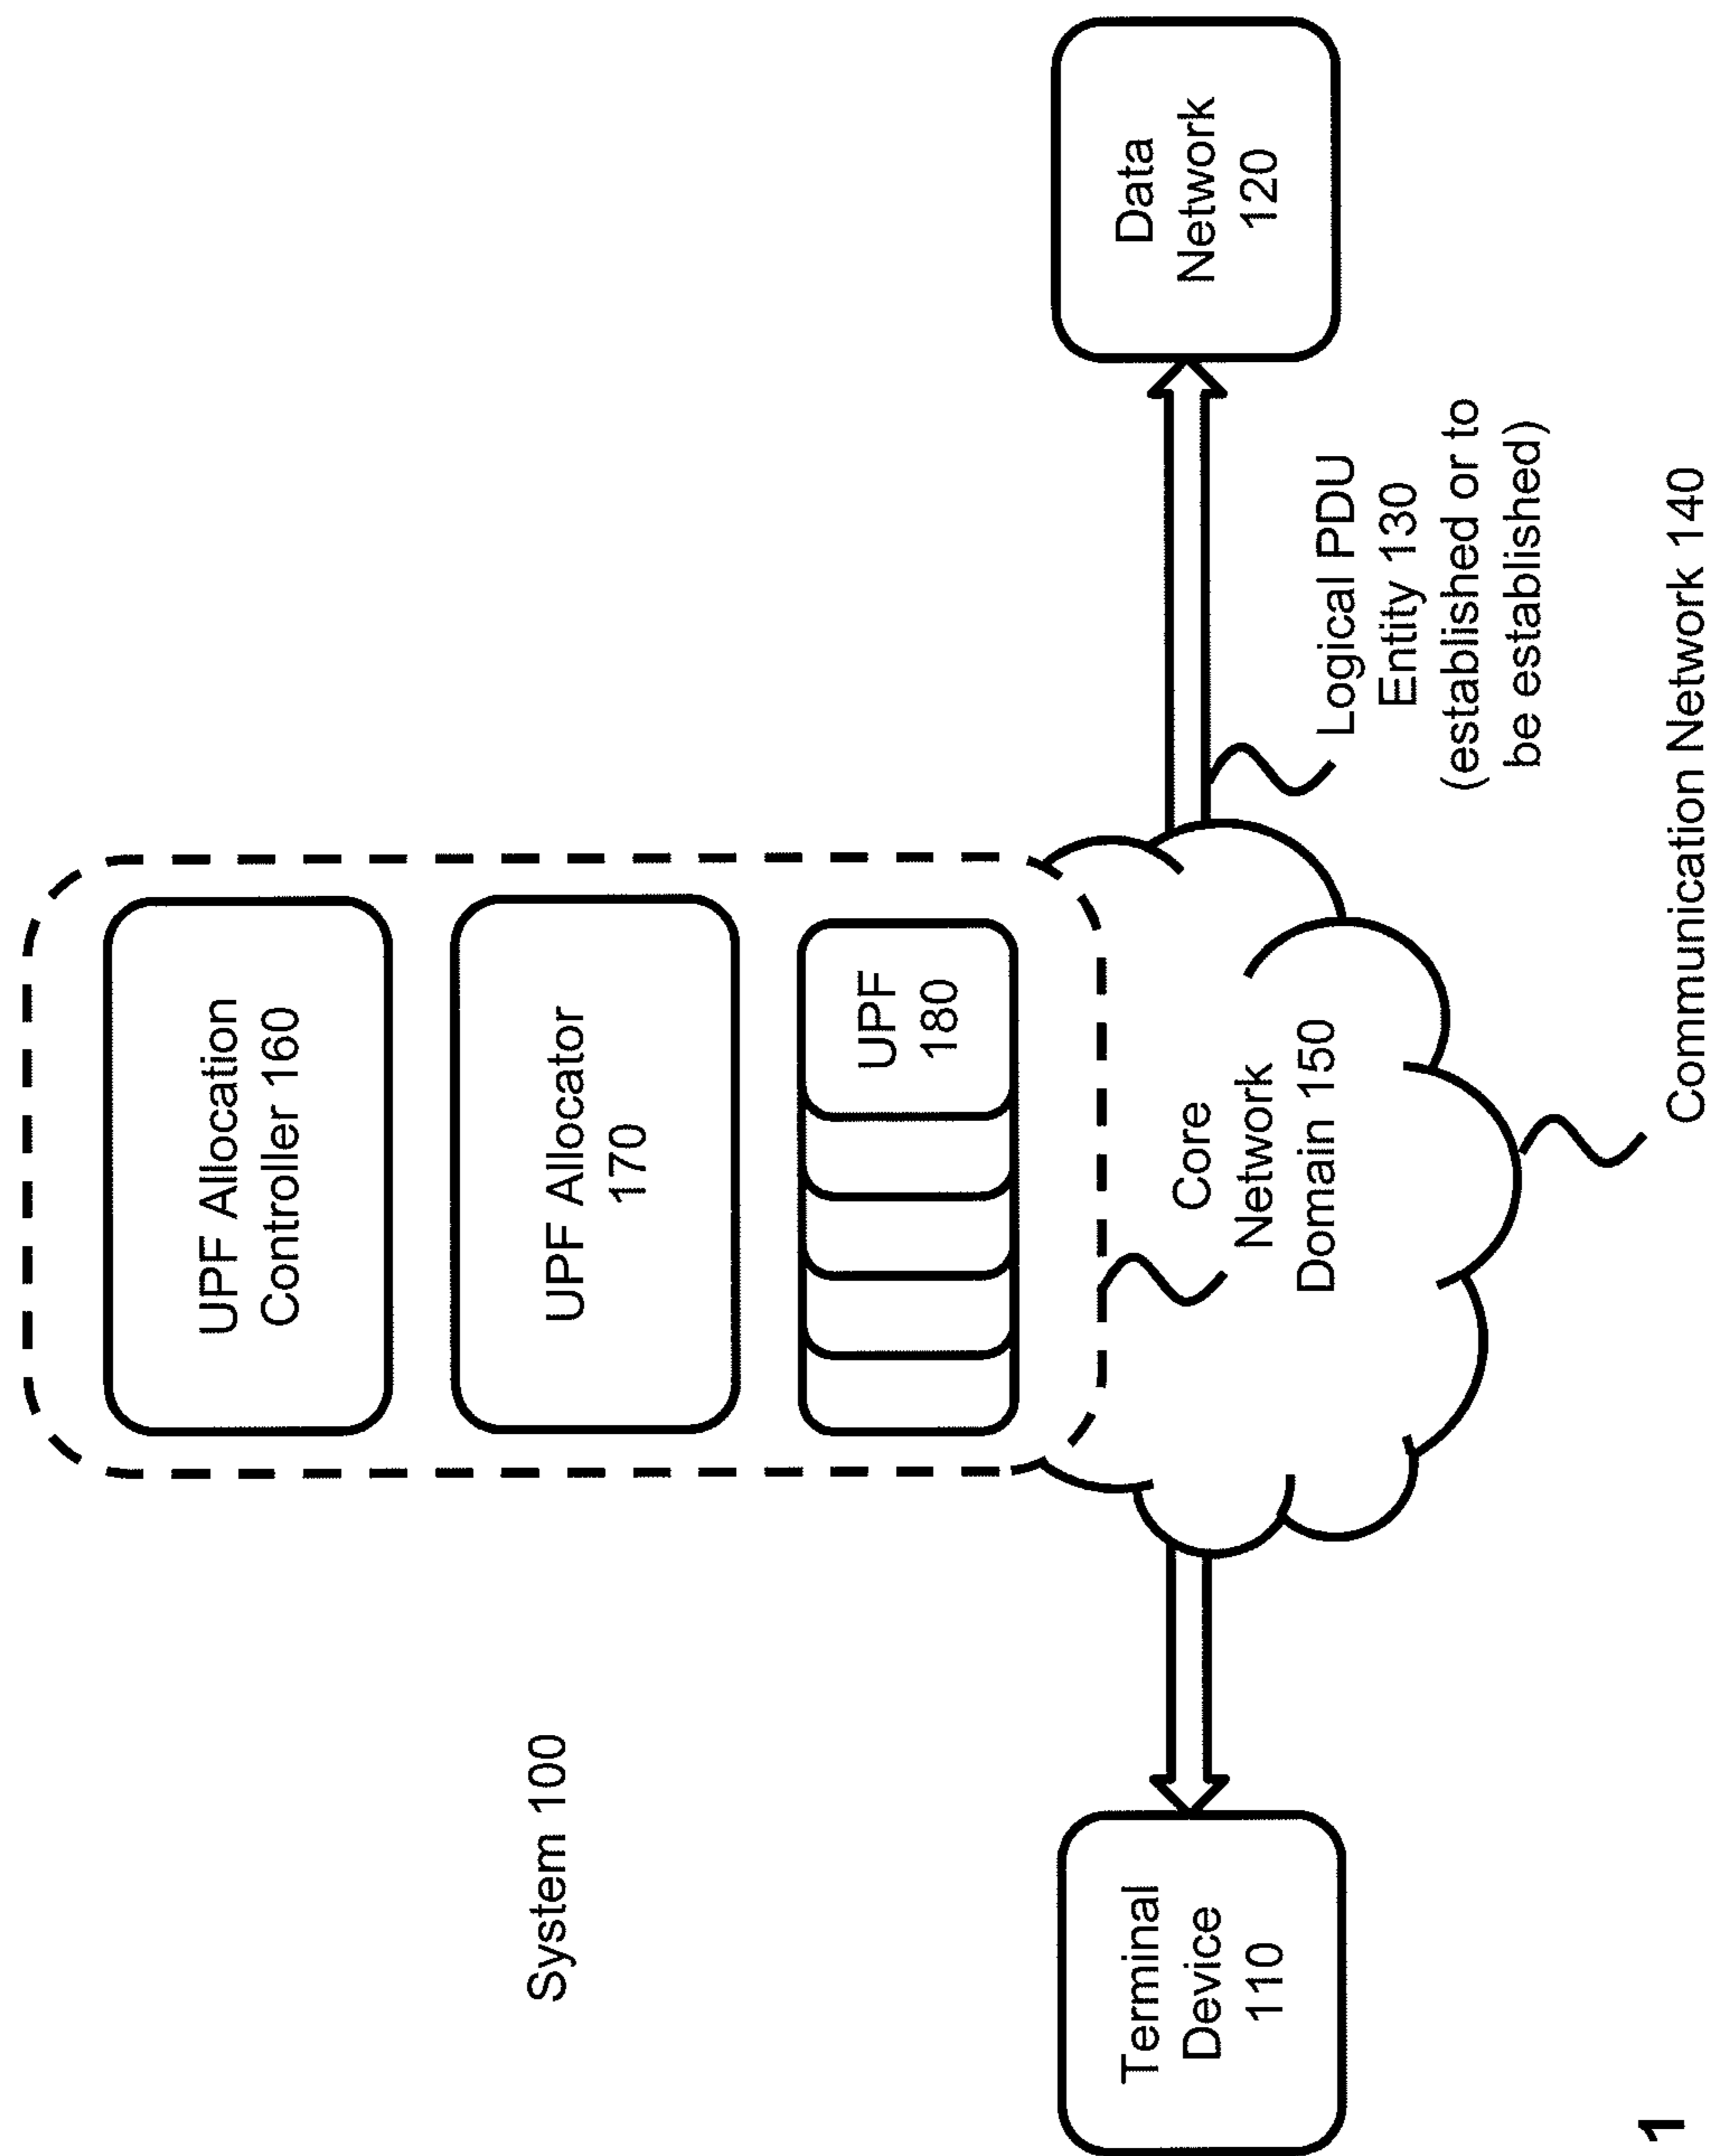 System 100
UPF Allocation
Controller 160
UPF Allocator
170
UPF
180
Core
Network
Domain 150
Terminal
Device
110
Data
Network
120
Logical PDU
Entity 130
(established or to
be established)
Communication Network 140
1